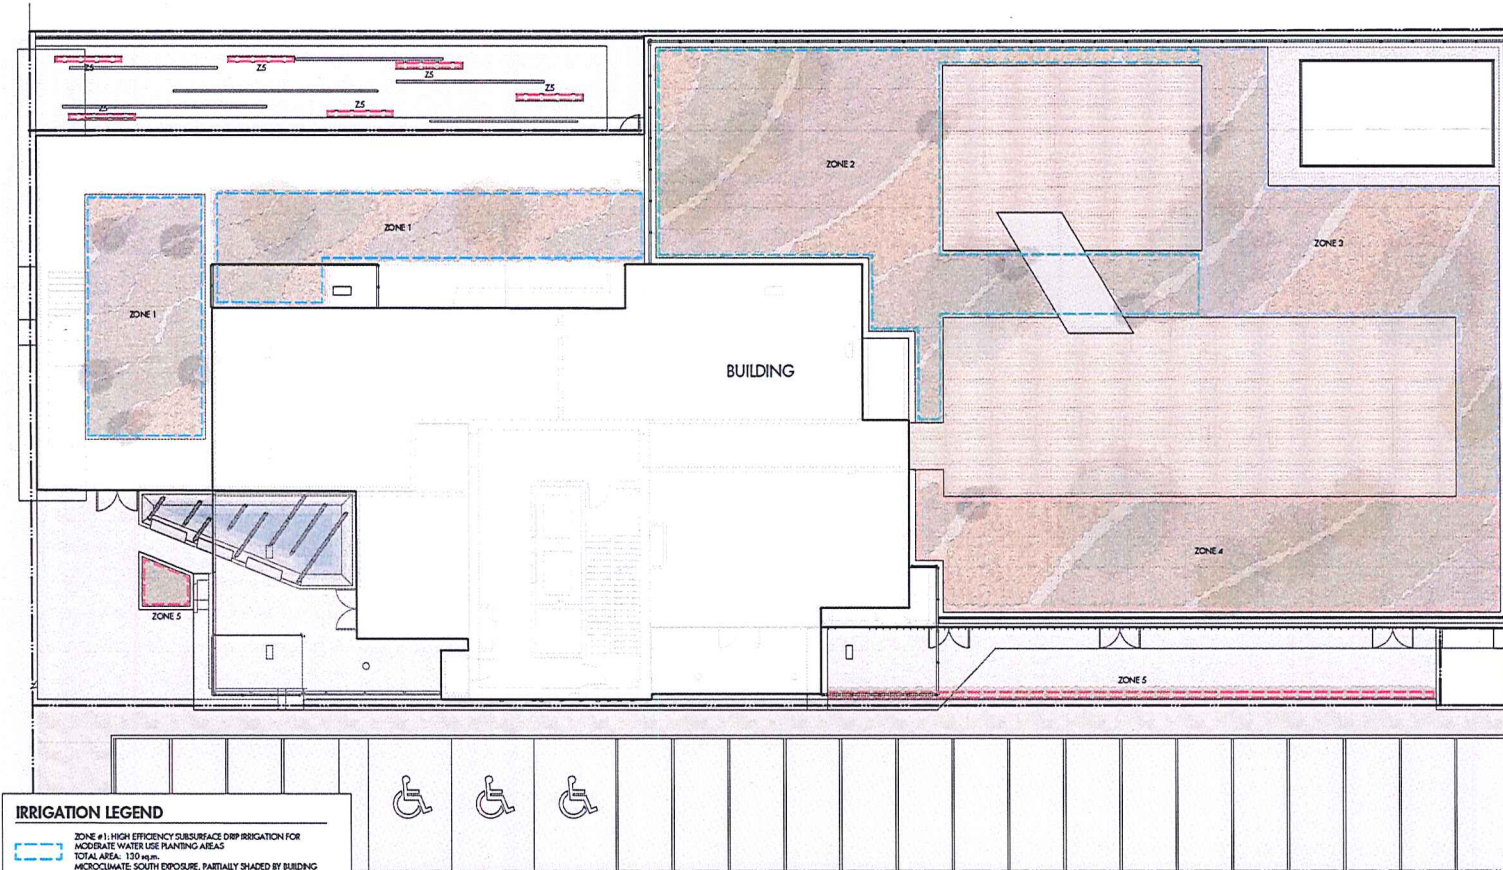 Z5
Z5
Z5
Z5
Z5
Z5
ZONE 2
ZONE 1
ZONE 3
ZONE 1
BUILDING
ZONE 4
ZONE 5
ZONE 5
IRRIGATION LEGEND
ZONE #1: HIGH EFFICIENCY SUBSURFACE DRIP IRRIGATION FOR
MODERATE WATER USE PLANTING AREAS
TOTAL AREA: 130 sq.m.
MICROCLIMATE: SOUTH EXPOSURE, PARTIALLY SHADED BY BUILDING